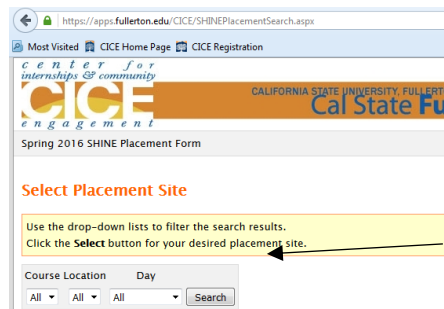 https://apps.fullerton.edu/CICE/SHINEPlacementSearch.aspx
Most Visited CICE Home Page CICE Registration
center for
internships & community
CICE
engagement
CALIFORNIA STATE UNIVERSITY, FULLERT
Cal State Fu
Spring 2016 SHINE Placement Form
Select Placement Site
Use the drop-down lists to filter the search results.
Click the Select button for your desired placement site.
Course Location Day
All All All Search